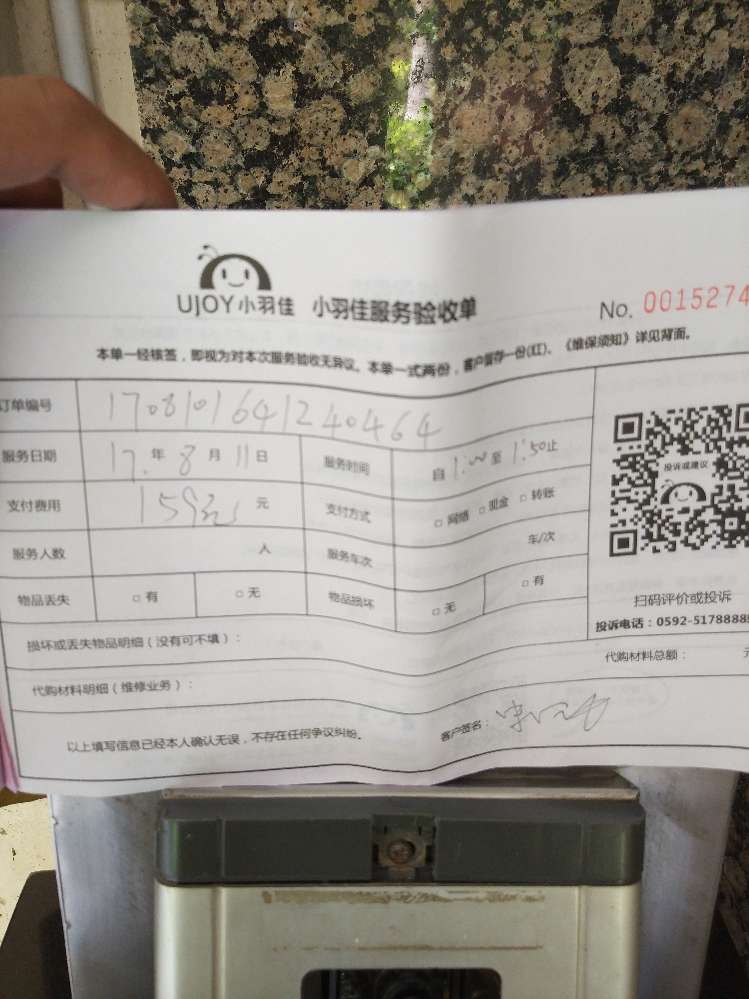 UJOY小羽佳 小羽佳服务验收单 No. 0015274
本单一经核签，即视为对本次服务验收无异议。本单一式两份，客户留存一份(红)、《维保须知》详见背面。
订单编号 170810164124 0464
服务日期 17.年 8 月 11 日 服务时间 自 1:00 至 1:50 止
支付费用 159元 元 支付方式 □ 网络 □ 现金 □ 转账
服务人数 人 服务车次 车/次
物品丢失 □ 有 □ 无 物品损坏 □ 无 □ 有
投诉或建议
扫码评价或投诉
投诉电话：0592-5178888
损坏或丢失物品明细（没有可不填）：
代购材料明细（维修业务）： 代购材料总额： 元
以上填写信息已经本人确认无误，不存在任何争议纠纷。 客户签名：